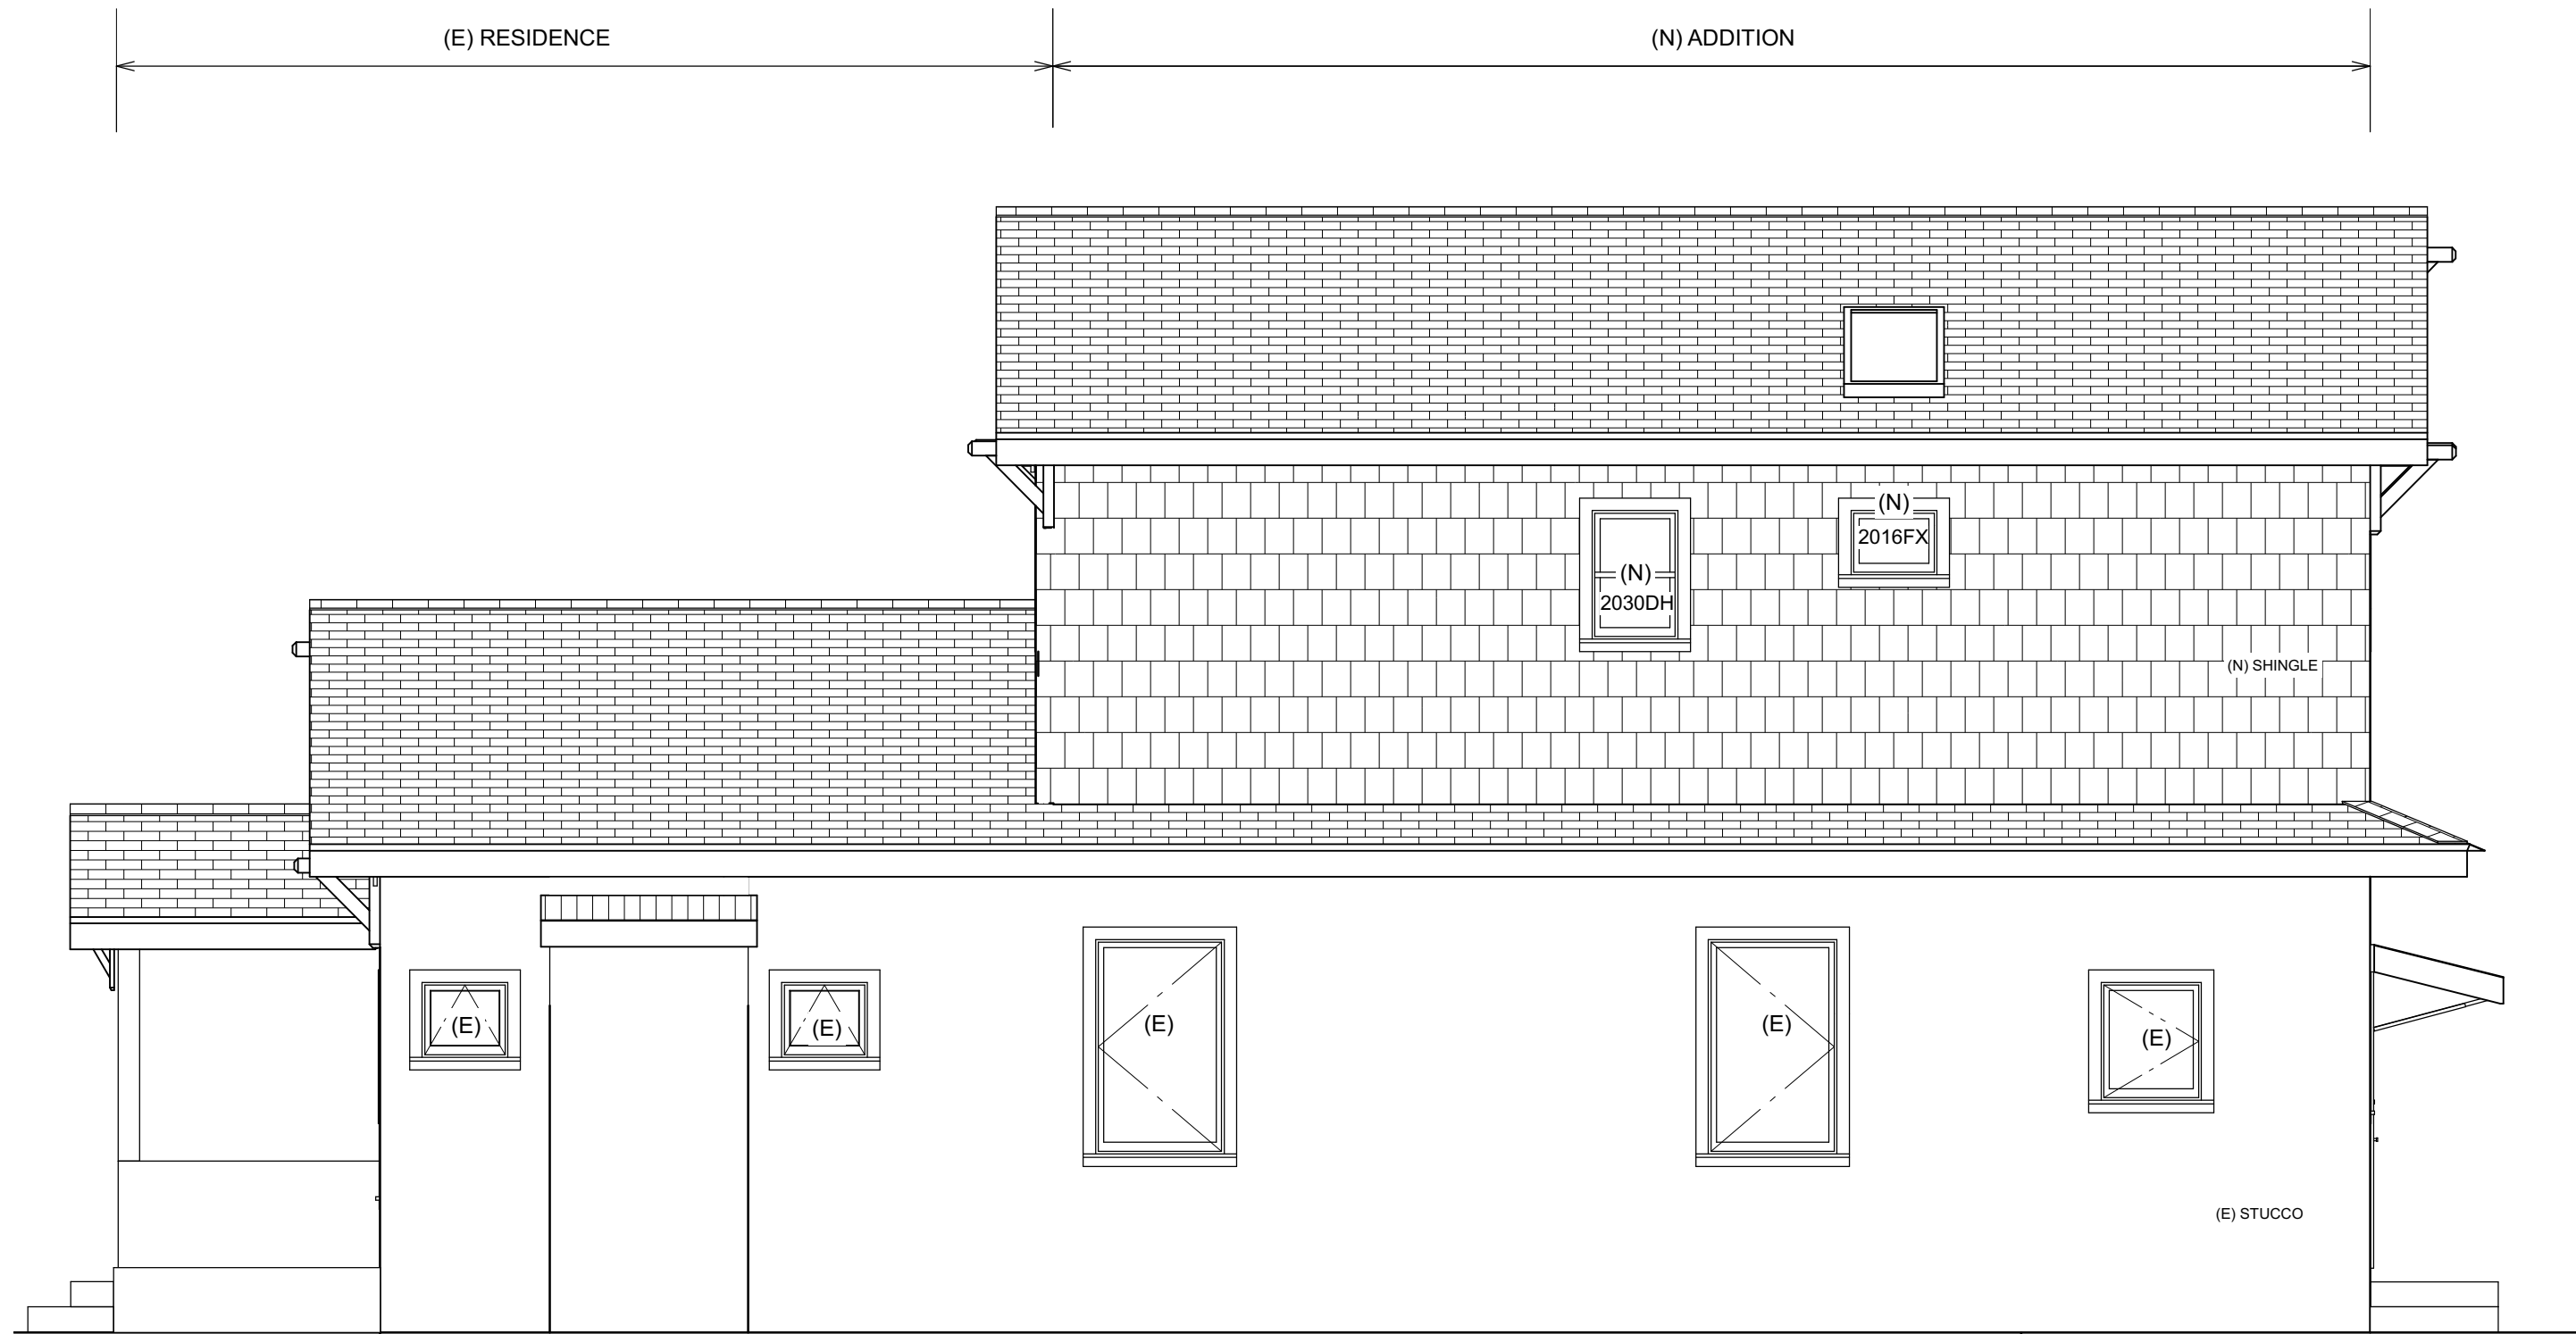 (E) RESIDENCE
(N) ADDITION
(N)
2016FX
(N)
2030DH
(N) SHINGLE
(E)
(E)
(E)
(E)
(E)
(E) STUCCO